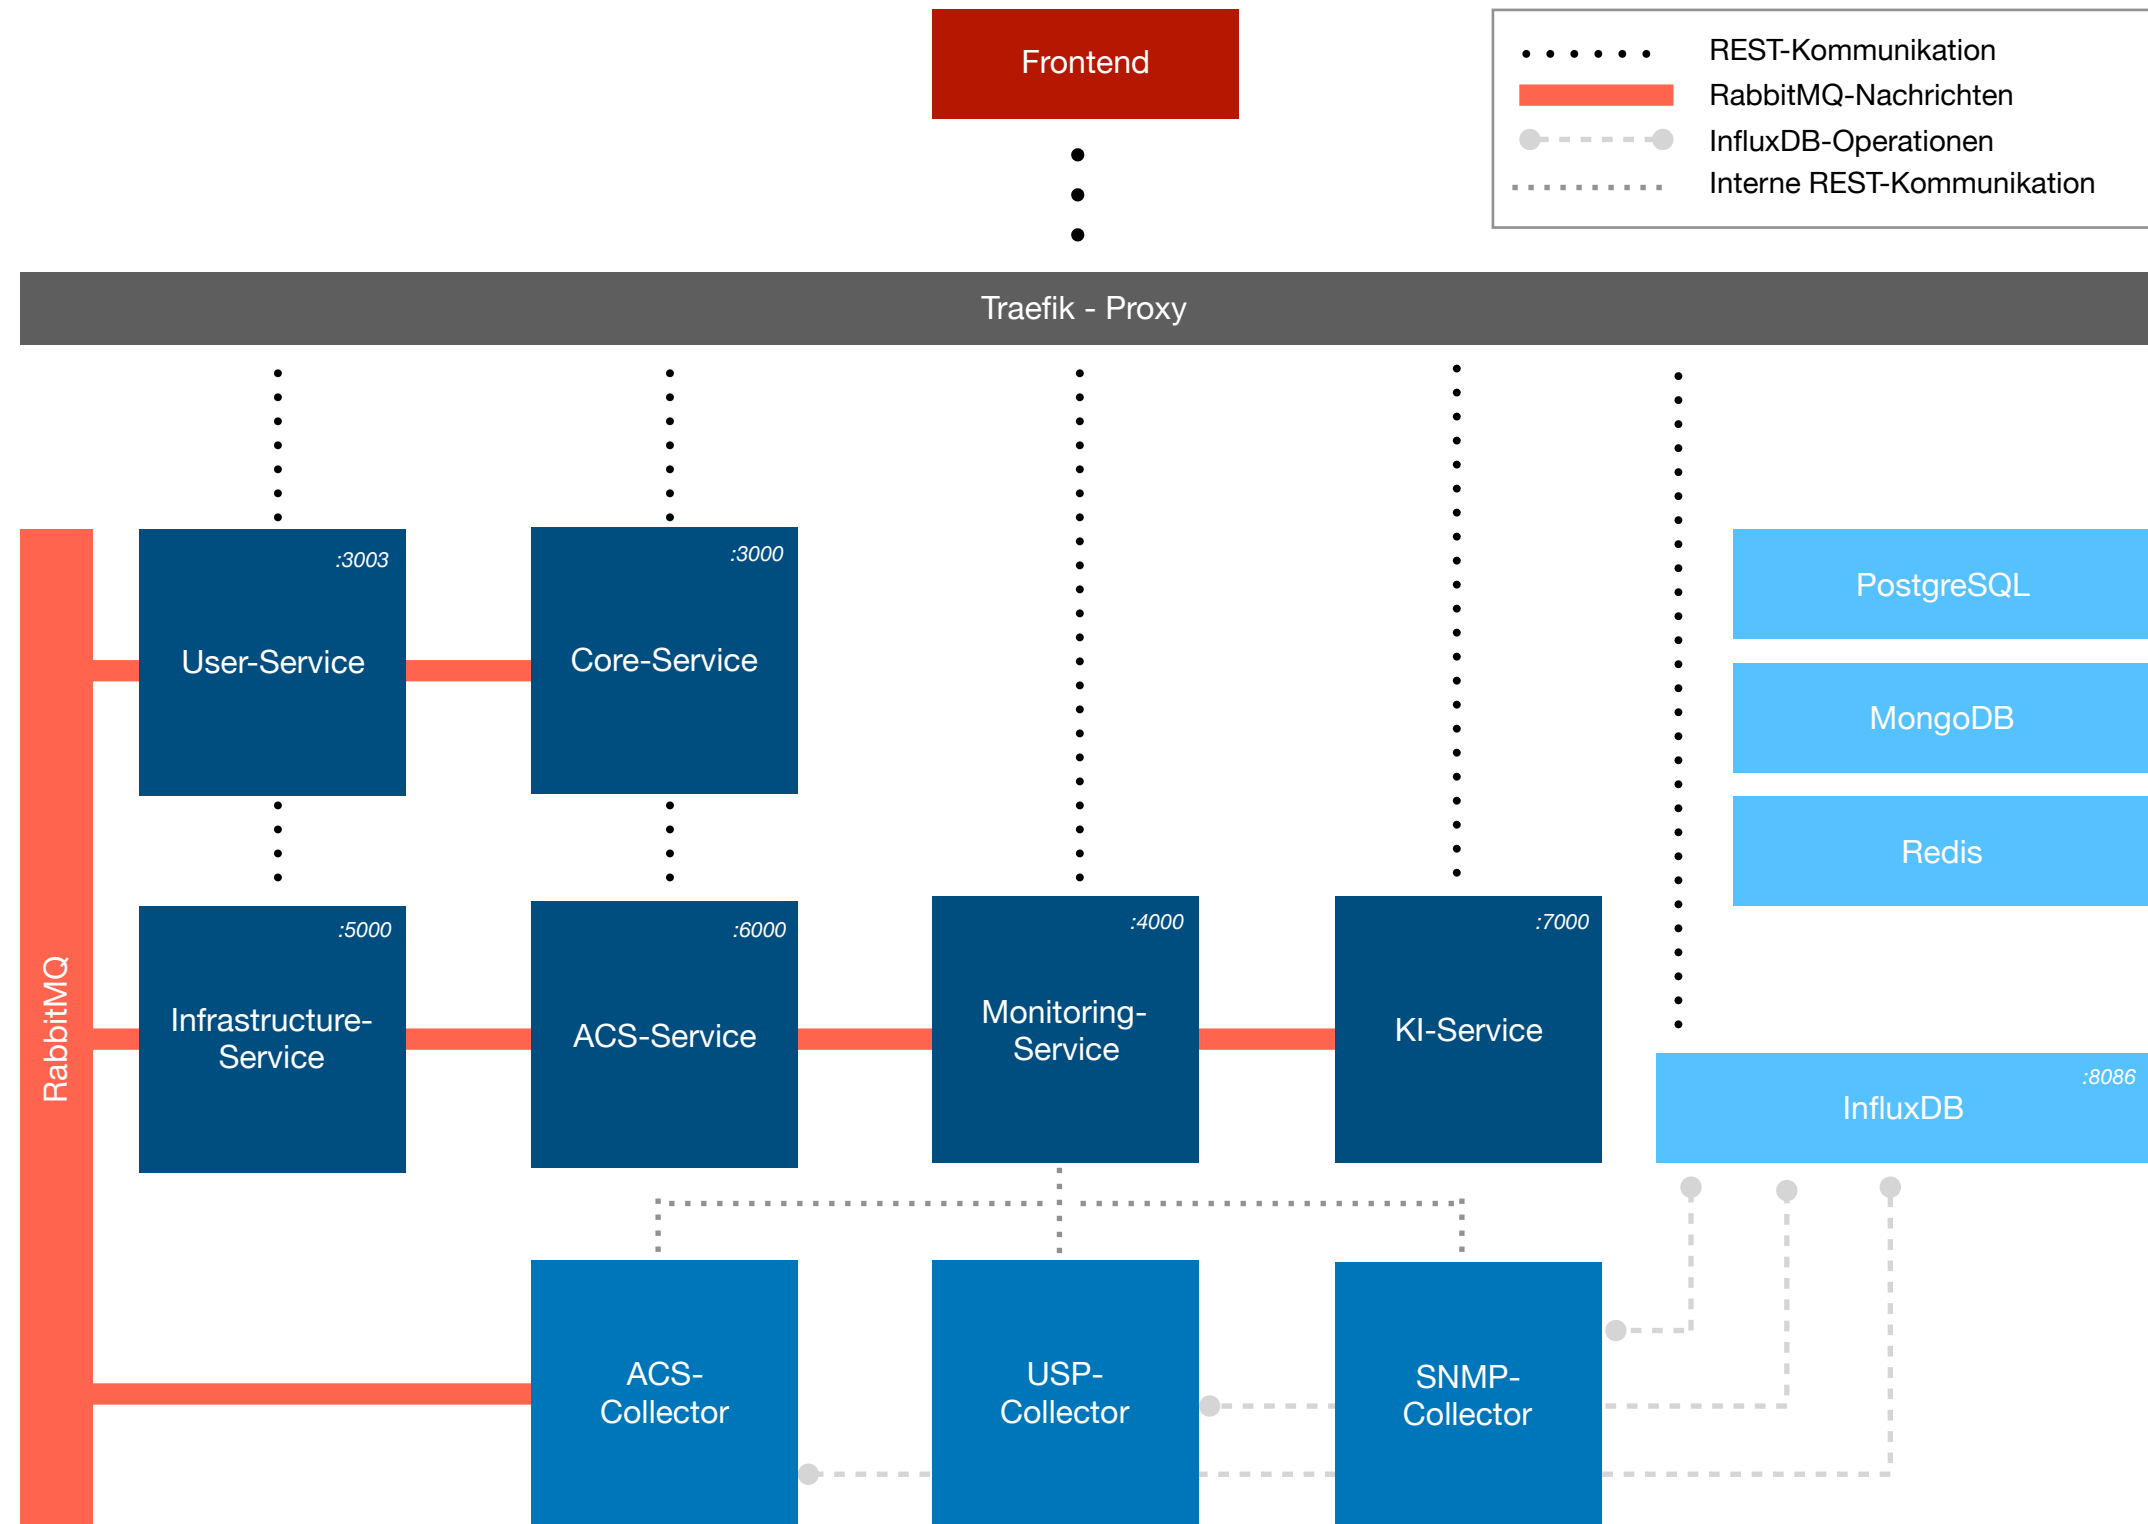 Frontend
REST-Kommunikation
RabbitMQ-Nachrichten
InfluxDB-Operationen
Interne REST-Kommunikation
Traefik - Proxy
:3003
User-Service
:3000
Core-Service
PostgreSQL
MongoDB
Redis
RabbitMQ
:5000
Infrastructure-
Service
:6000
ACS-Service
:4000
Monitoring-
Service
:7000
KI-Service
:8086
InfluxDB
ACS-
Collector
USP-
Collector
SNMP-
Collector